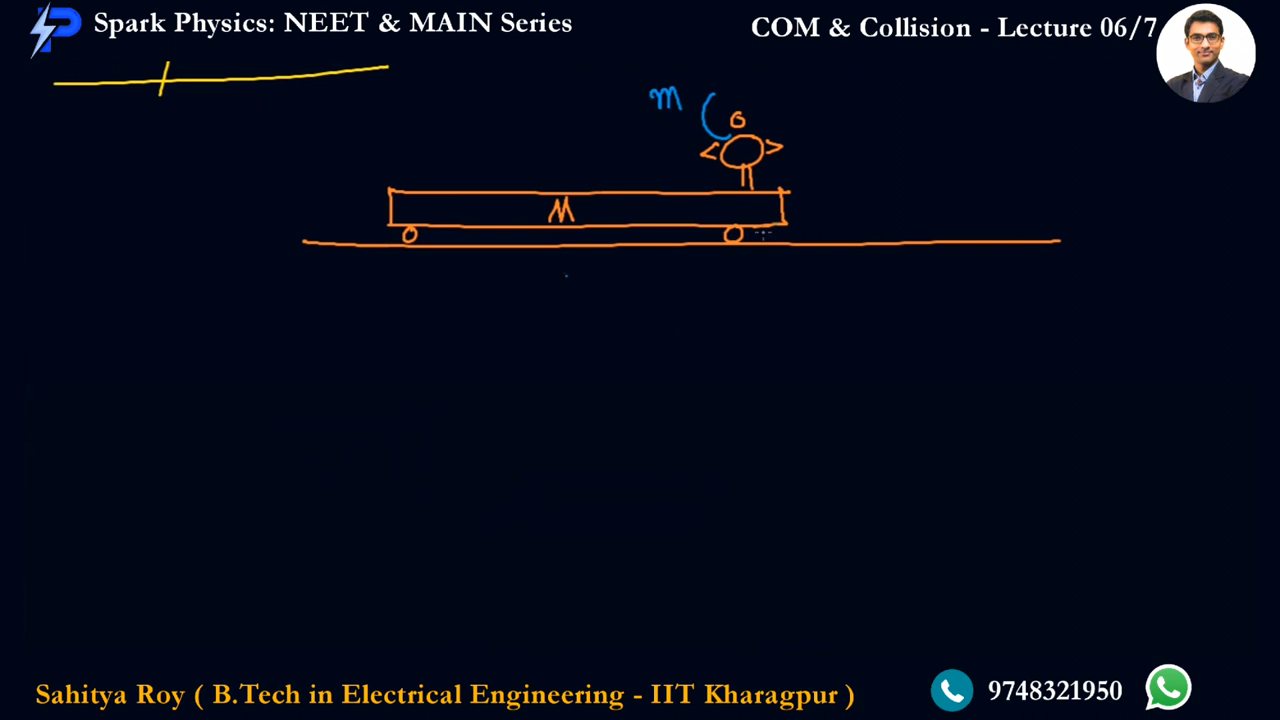 Spark Physics: NEET & MAIN Series
COM & Collision - Lecture 06/7
m
M
Sahitya Roy ( B.Tech in Electrical Engineering - IIT Kharagpur )
9748321950